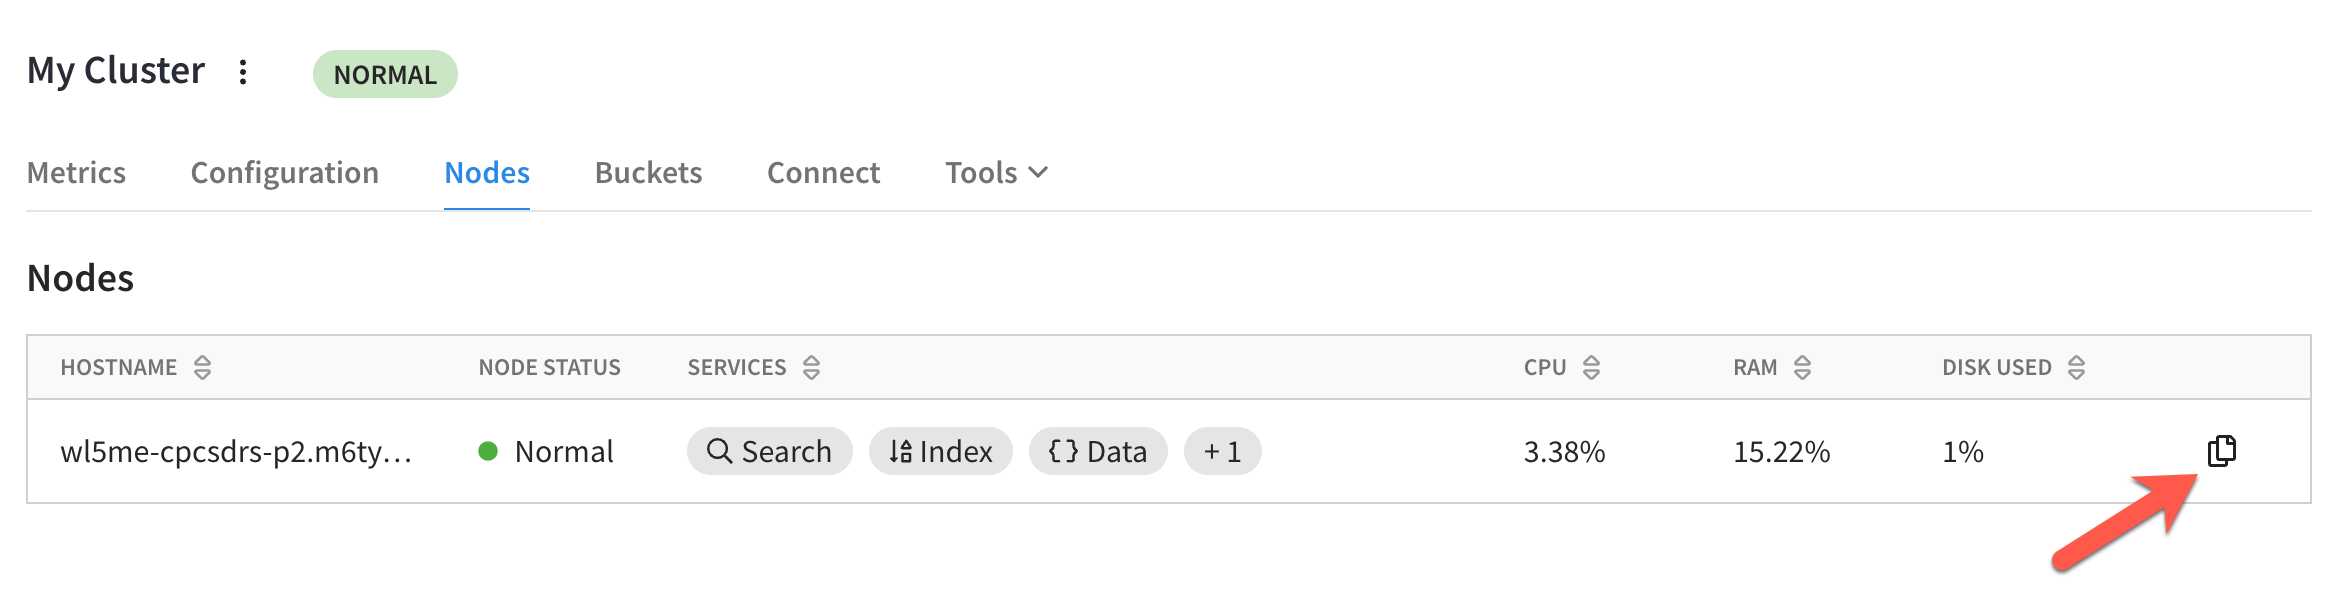 My Cluster NORMAL
Metrics Configuration Nodes Buckets Connect Tools
Nodes
HOSTNAME NODE STATUS SERVICES CPU RAM DISK USED
wl5me-cpcsdrs-p2.m6ty... Normal Search Index {} Data + 1 3.38% 15.22% 1%